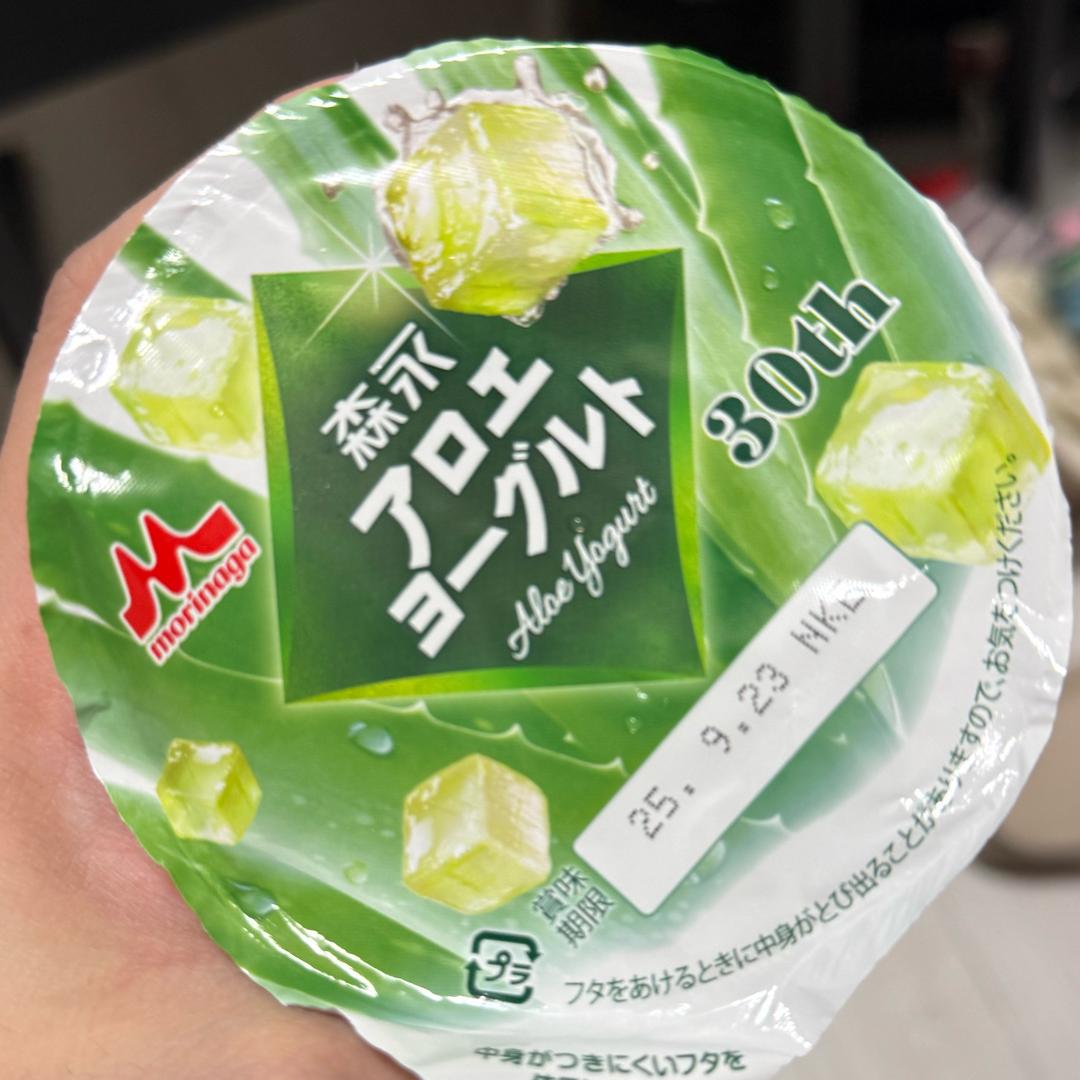 森永
アロエ
ヨーグルト
Aloe Yogurt
30th
morinaga
賞味
期限
25. 9.23
プラ
フタをあけるときに中身がとび出ることがありますので、お気をつけください。
中身がつきにくいフタを